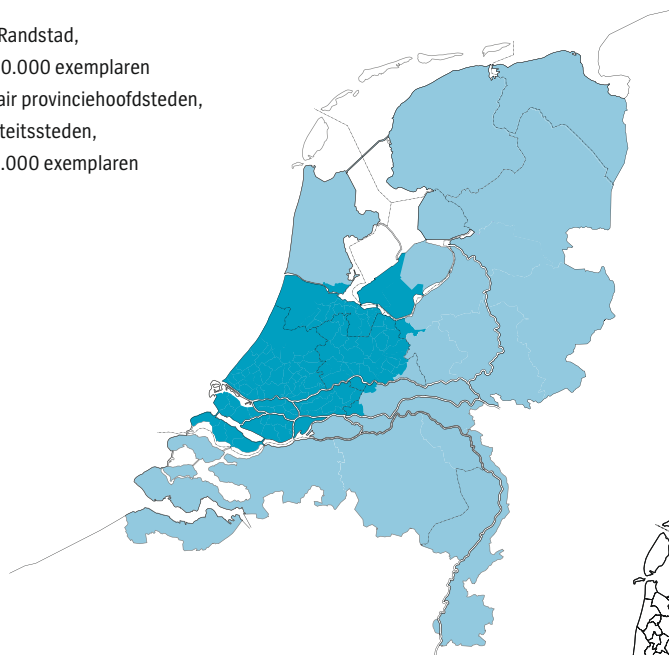 Randstad,
0.000 exemplaren
air provinciehoofdsteden,
teitssteden,
.000 exemplaren